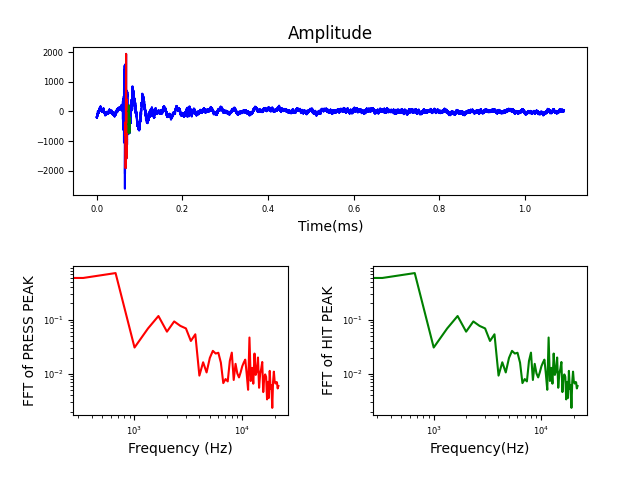 Amplitude
2000
1000
0
−1000
−2000
0.0 0.2 0.4 0.6 0.8 1.0
Time(ms)
FFT of PRESS PEAK
10⁻¹
10⁻²
10³ 10⁴
Frequency (Hz)
FFT of HIT PEAK
10⁻¹
10⁻²
10³ 10⁴
Frequency(Hz)